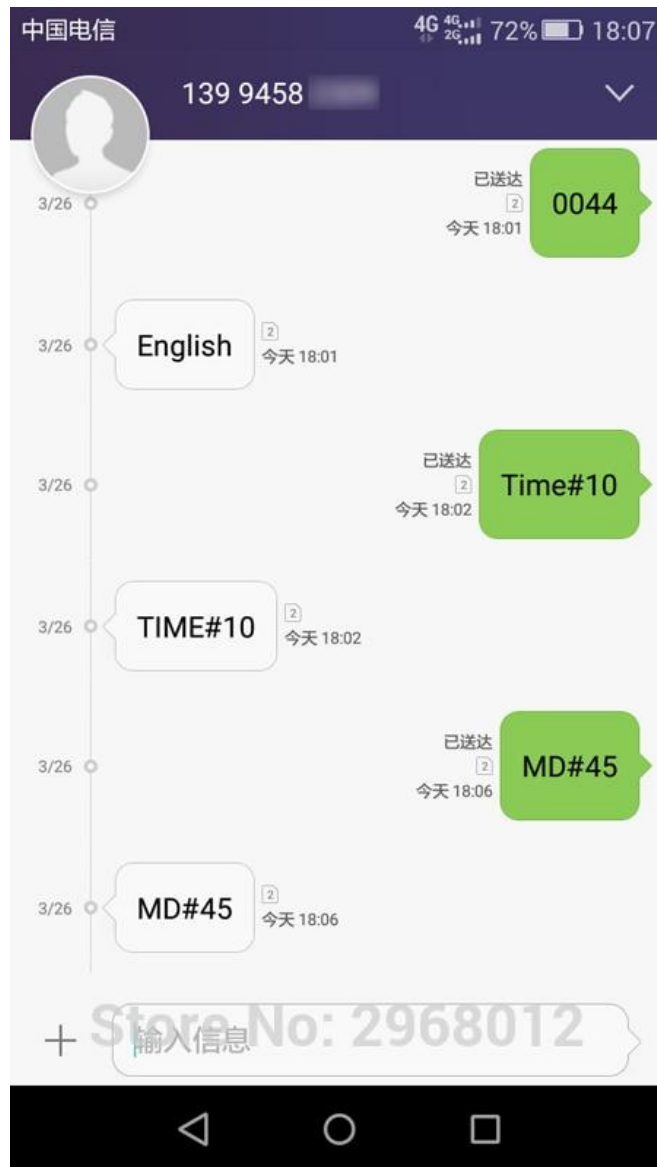 中国电信 4G 4G 2G 72% 18:07
139 9458
已送达
3/26 2 0044
今天 18:01
3/26 English 2
今天 18:01
已送达
3/26 2 Time#10
今天 18:02
3/26 TIME#10 2
今天 18:02
已送达
3/26 2 MD#45
今天 18:06
3/26 MD#45 2
今天 18:06
Store No: 2968012
输入信息